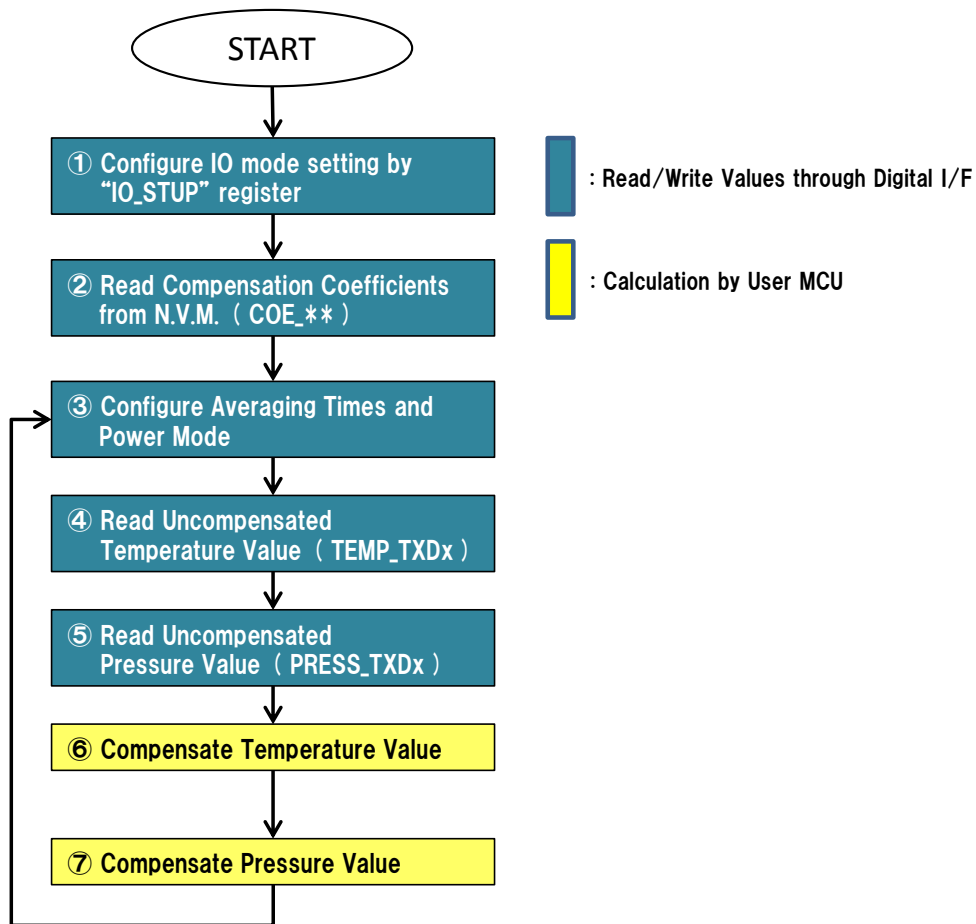 START
① Configure IO mode setting by
“IO_STUP” register
② Read Compensation Coefficients
from N.V.M. ( COE_** )
③ Configure Averaging Times and
Power Mode
④ Read Uncompensated
Temperature Value ( TEMP_TXDx )
⑤ Read Uncompensated
Pressure Value ( PRESS_TXDx )
⑥ Compensate Temperature Value
⑦ Compensate Pressure Value
: Read/Write Values through Digital I/F
: Calculation by User MCU